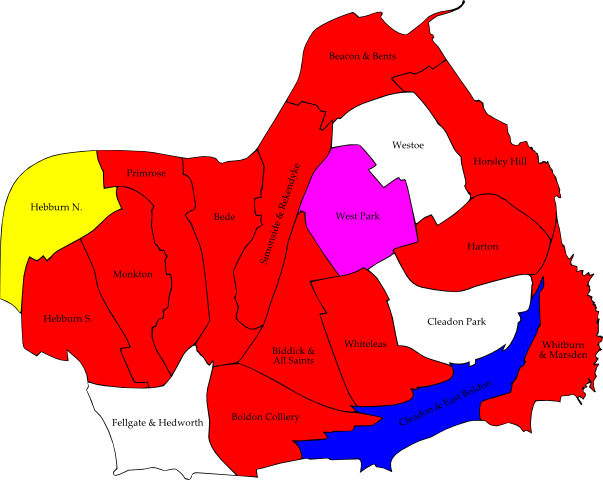 Beacon & Bents
Westoe
Horsley Hill
Primrose
Simonside & Rekendyke
Hebburn N.
Bede
West Park
Harton
Monkton
Hebburn S.
Cleadon Park
Whiteleas
Biddick &
All Saints
Whitburn
& Marsden
Cleadon & East Boldon
Boldon Colliery
Fellgate & Hedworth